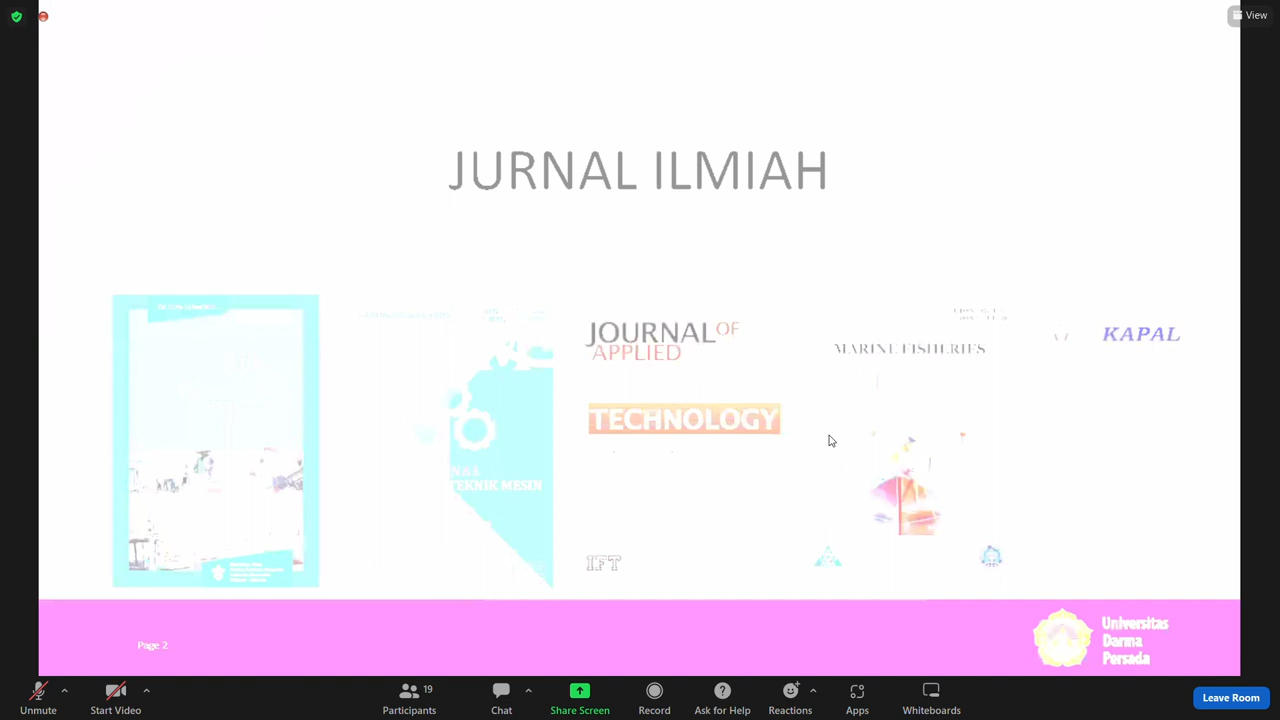 View
JURNAL ILMIAH
JOURNAL OF
APPLIED
TECHNOLOGY
TEKNIK MESIN
IFT
MARINE FISHERIES
KAPAL
Page 2
Universitas
Darma
Persada
Unmute
Start Video
Participants
19
Chat
Share Screen
Record
Ask for Help
Reactions
Apps
Whiteboards
Leave Room